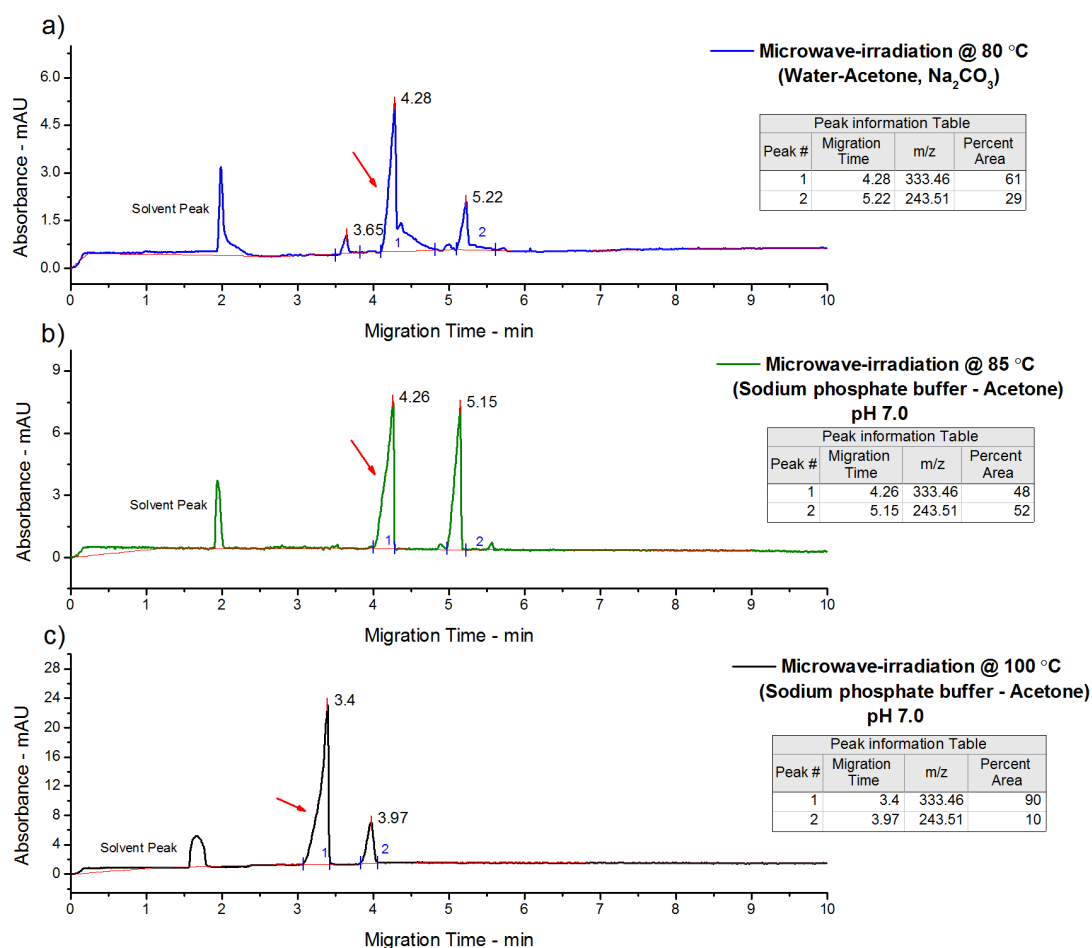 a)
Microwave-irradiation @ 80 °C
(Water-Acetone, Na₂CO₃)
Peak information Table
Peak # Migration Time m/z Percent Area
1 4.28 333.46 61
2 5.22 243.51 29
Absorbance - mAU
6.0
4.5
3.0
1.5
0.0
Solvent Peak
3.65
4.28
1
5.22
2
0 1 2 3 4 5 6 7 8 9 10
Migration Time - min
b)
Microwave-irradiation @ 85 °C
(Sodium phosphate buffer - Acetone)
pH 7.0
Peak information Table
Peak # Migration Time m/z Percent Area
1 4.26 333.46 48
2 5.15 243.51 52
Absorbance - mAU
9
6
3
0
Solvent Peak
4.26
1
5.15
2
0 1 2 3 4 5 6 7 8 9 10
Migration Time - min
c)
Microwave-irradiation @ 100 °C
(Sodium phosphate buffer - Acetone)
pH 7.0
Peak information Table
Peak # Migration Time m/z Percent Area
1 3.4 333.46 90
2 3.97 243.51 10
Absorbance - mAU
28
24
20
16
12
8
4
0
Solvent Peak
3.4
1
3.97
2
0 1 2 3 4 5 6 7 8 9 10
Migration Time - min